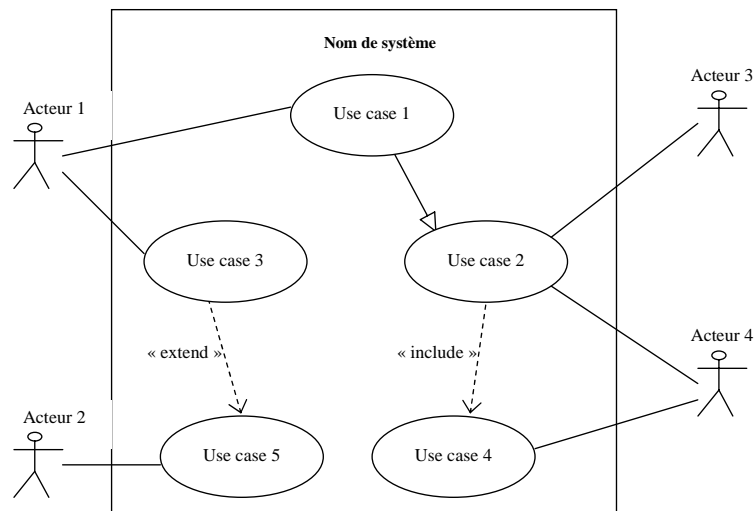 Nom de système
Acteur 3
Acteur 1
Use case 1
Use case 3
Use case 2
« extend »
« include »
Acteur 4
Acteur 2
Use case 5
Use case 4